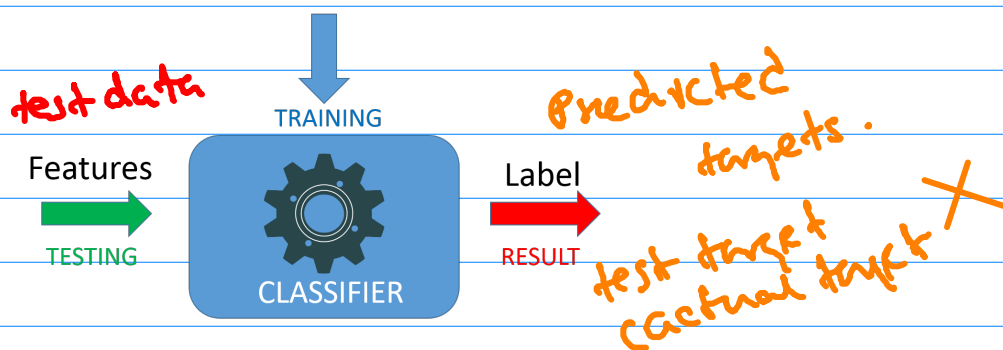 test data
TRAINING
Predicted
targets.
Features
Label
TESTING
RESULT
CLASSIFIER
test target
(actual target